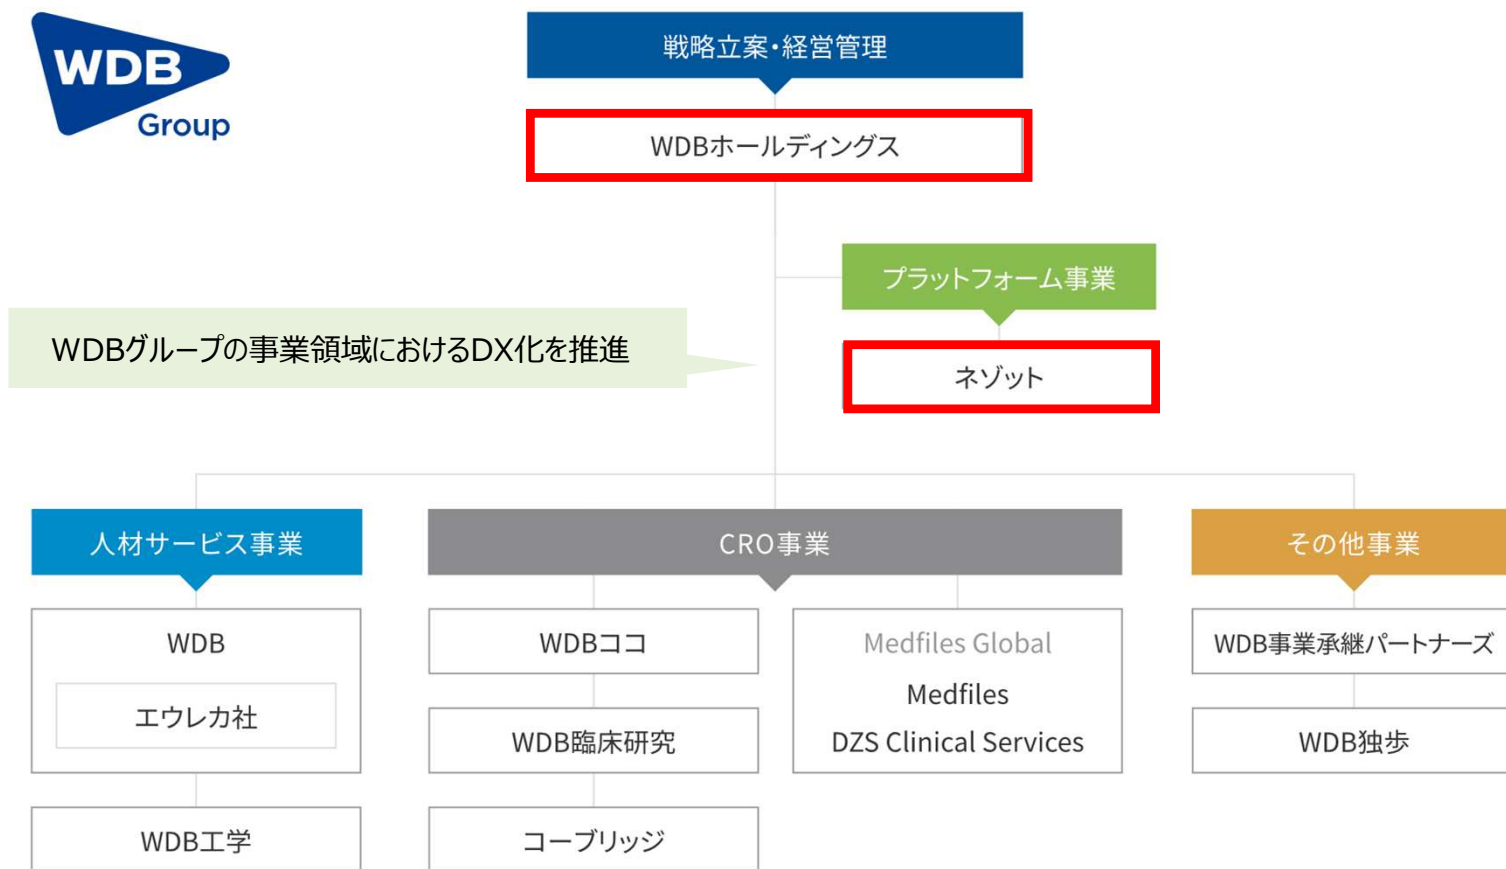 WDB
Group
戦略立案・経営管理
WDBホールディングス
プラットフォーム事業
ネゾット
WDBグループの事業領域におけるDX化を推進
人材サービス事業
WDB
エウレカ社
WDB工学
CRO事業
WDBココ
WDB臨床研究
コーブリッジ
Medfiles Global
Medfiles
DZS Clinical Services
その他事業
WDB事業承継パートナーズ
WDB独歩